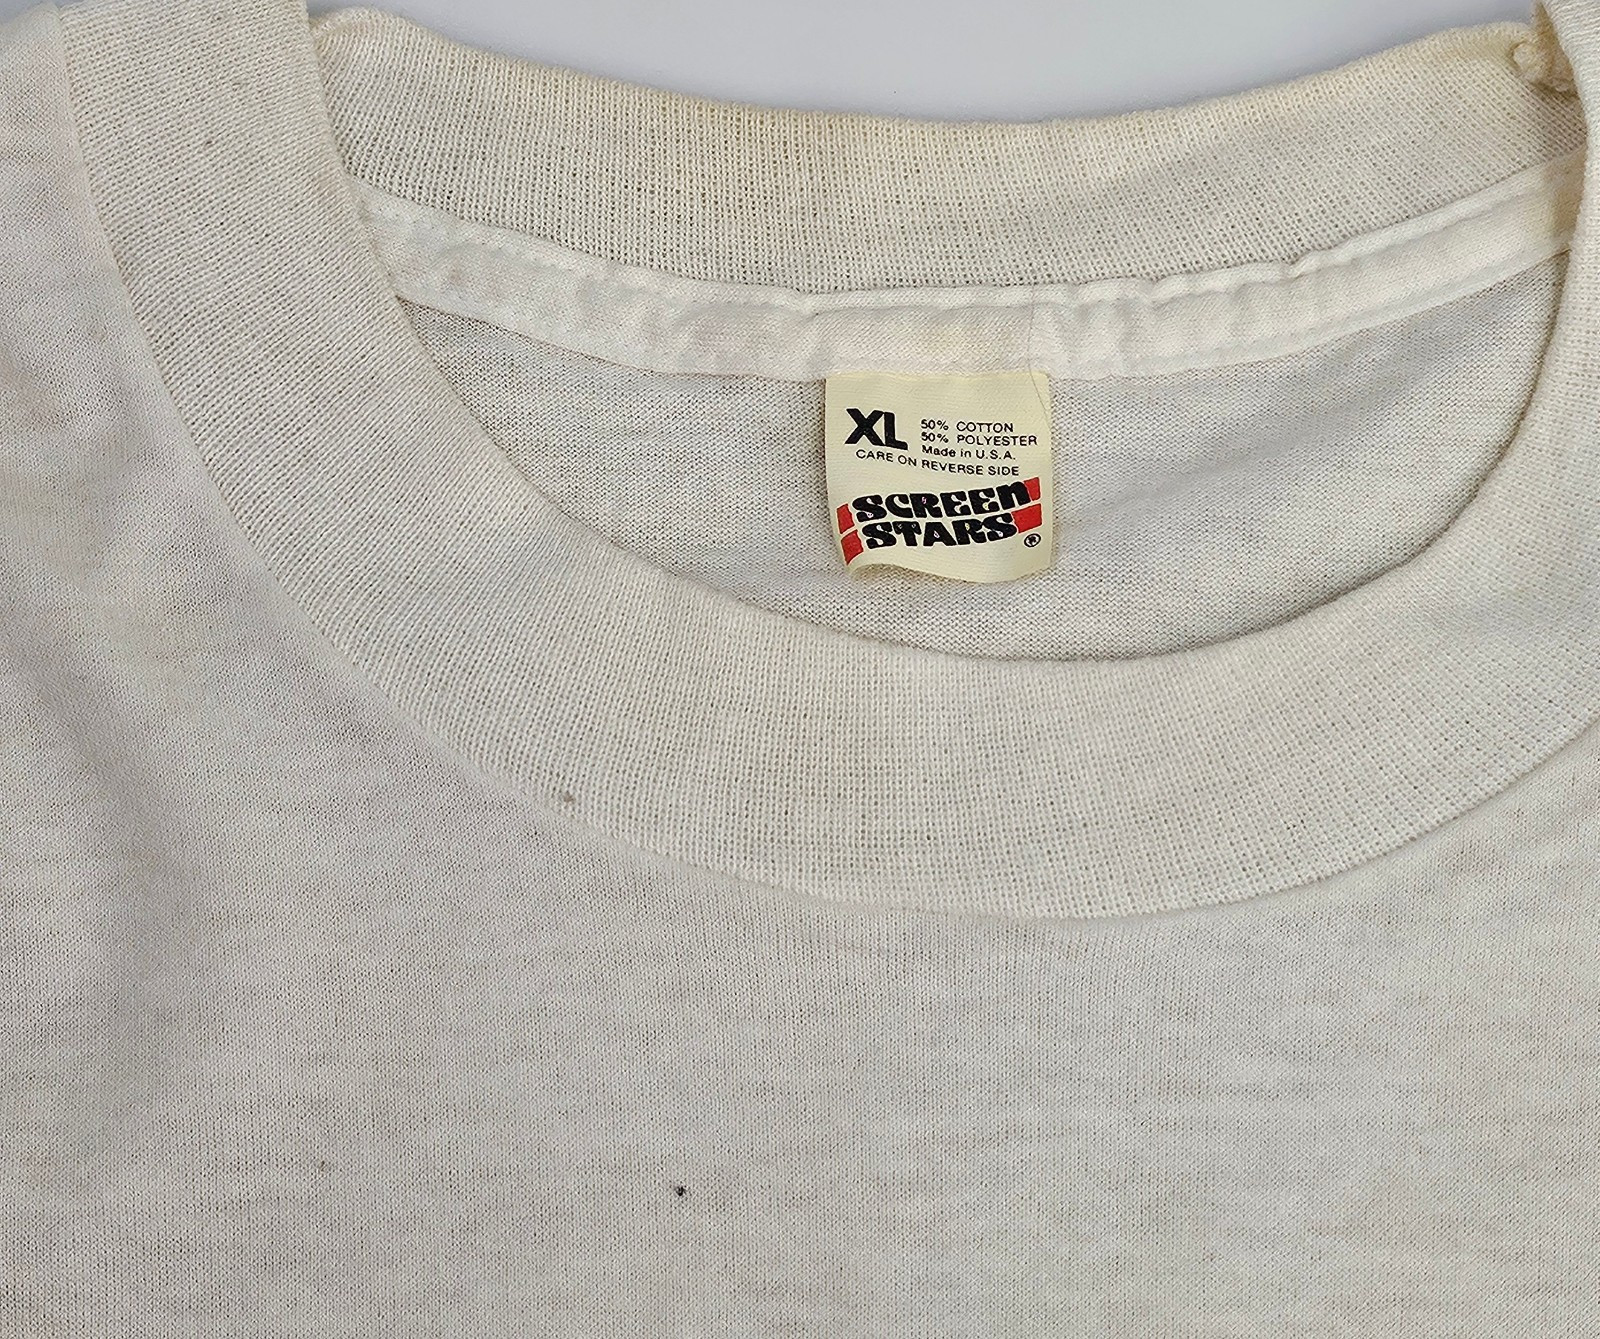 XL
50% COTTON
50% POLYESTER
Made in U.S.A.
CARE ON REVERSE SIDE
SCREEN
STARS ®